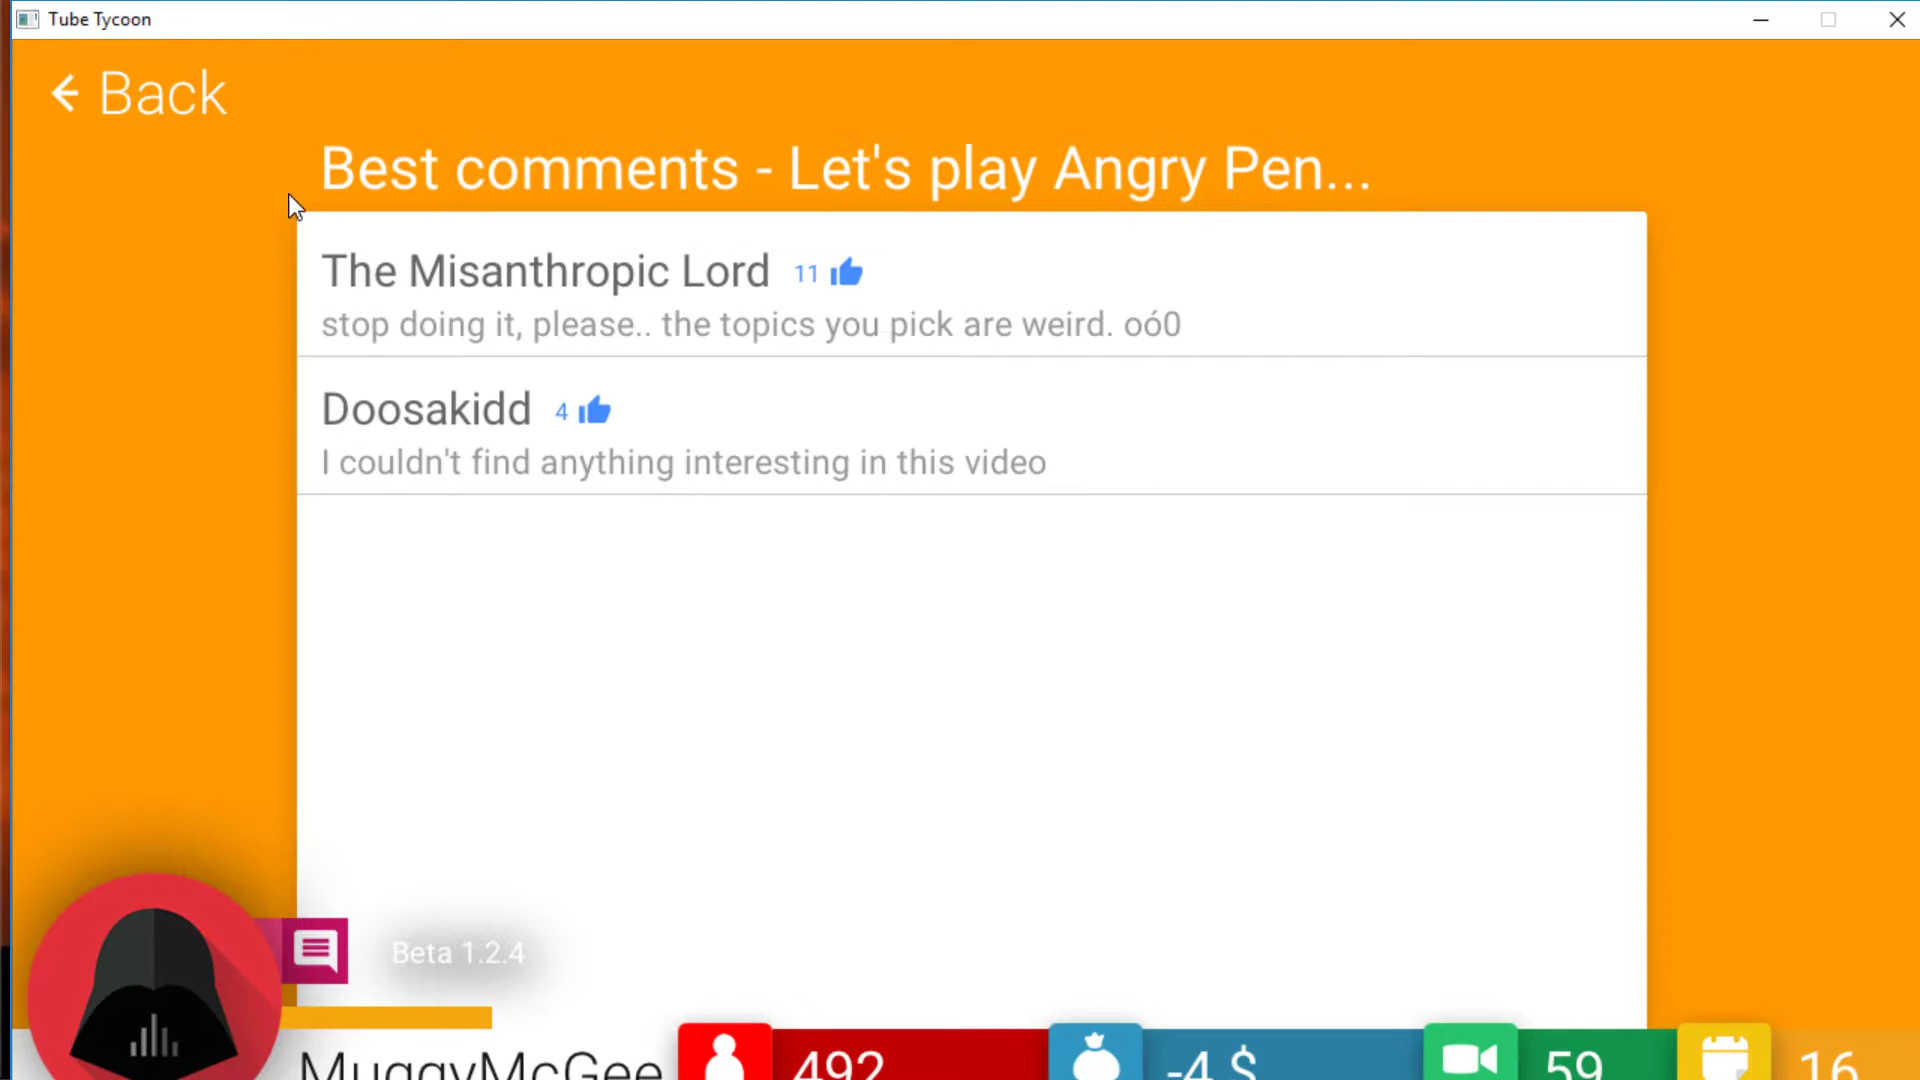 Tube Tycoon
Back
Best comments - Let's play Angry Pen...
The Misanthropic Lord 11
stop doing it, please.. the topics you pick are weird. oó0
Doosakidd 4
I couldn't find anything interesting in this video
Beta 1.2.4
MuggyMcGee 492 -4 $ 59 16